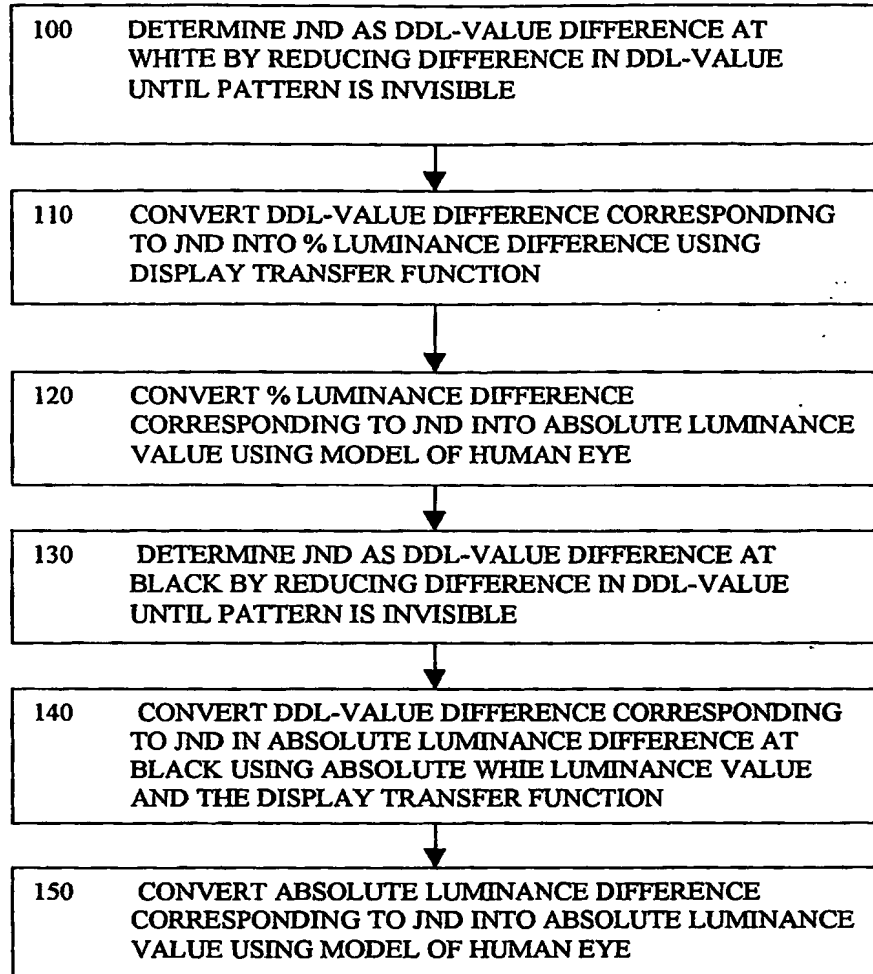 100 DETERMINE JND AS DDL-VALUE DIFFERENCE AT
WHITE BY REDUCING DIFFERENCE IN DDL-VALUE
UNTIL PATTERN IS INVISIBLE
110 CONVERT DDL-VALUE DIFFERENCE CORRESPONDING
TO JND INTO % LUMINANCE DIFFERENCE USING
DISPLAY TRANSFER FUNCTION
120 CONVERT % LUMINANCE DIFFERENCE
CORRESPONDING TO JND INTO ABSOLUTE LUMINANCE
VALUE USING MODEL OF HUMAN EYE
130 DETERMINE JND AS DDL-VALUE DIFFERENCE AT
BLACK BY REDUCING DIFFERENCE IN DDL-VALUE
UNTIL PATTERN IS INVISIBLE
140 CONVERT DDL-VALUE DIFFERENCE CORRESPONDING
TO JND IN ABSOLUTE LUMINANCE DIFFERENCE AT
BLACK USING ABSOLUTE WHIE LUMINANCE VALUE
AND THE DISPLAY TRANSFER FUNCTION
150 CONVERT ABSOLUTE LUMINANCE DIFFERENCE
CORRESPONDING TO JND INTO ABSOLUTE LUMINANCE
VALUE USING MODEL OF HUMAN EYE